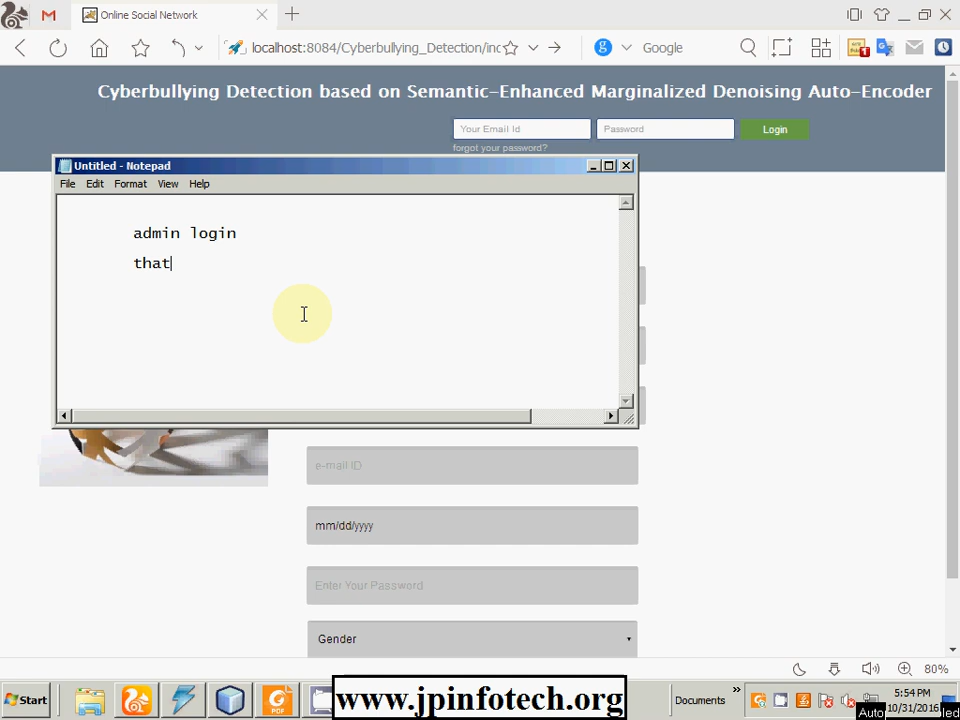 Online Social Network
localhost:8084/Cyberbullying_Detection/inc
Google
Cyberbullying Detection based on Semantic-Enhanced Marginalized Denoising Auto-Encoder
Your Email Id
Password
Login
forgot your password?
Untitled - Notepad
File Edit Format View Help
admin login
that
e-mail ID
mm/dd/yyyy
Enter Your Password
Gender
80%
Start
www.jpinfotech.org
Documents
5:54 PM
10/31/2016